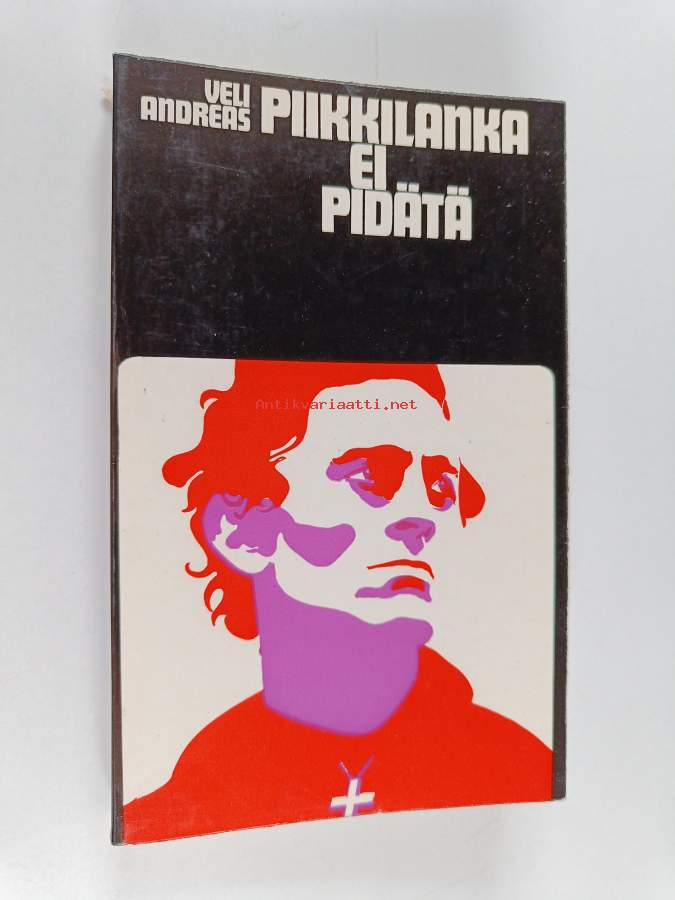 VELI
ANDREAS
PIIKKILANKA
EI
PIDÄTÄ
Antikvariaatti.net